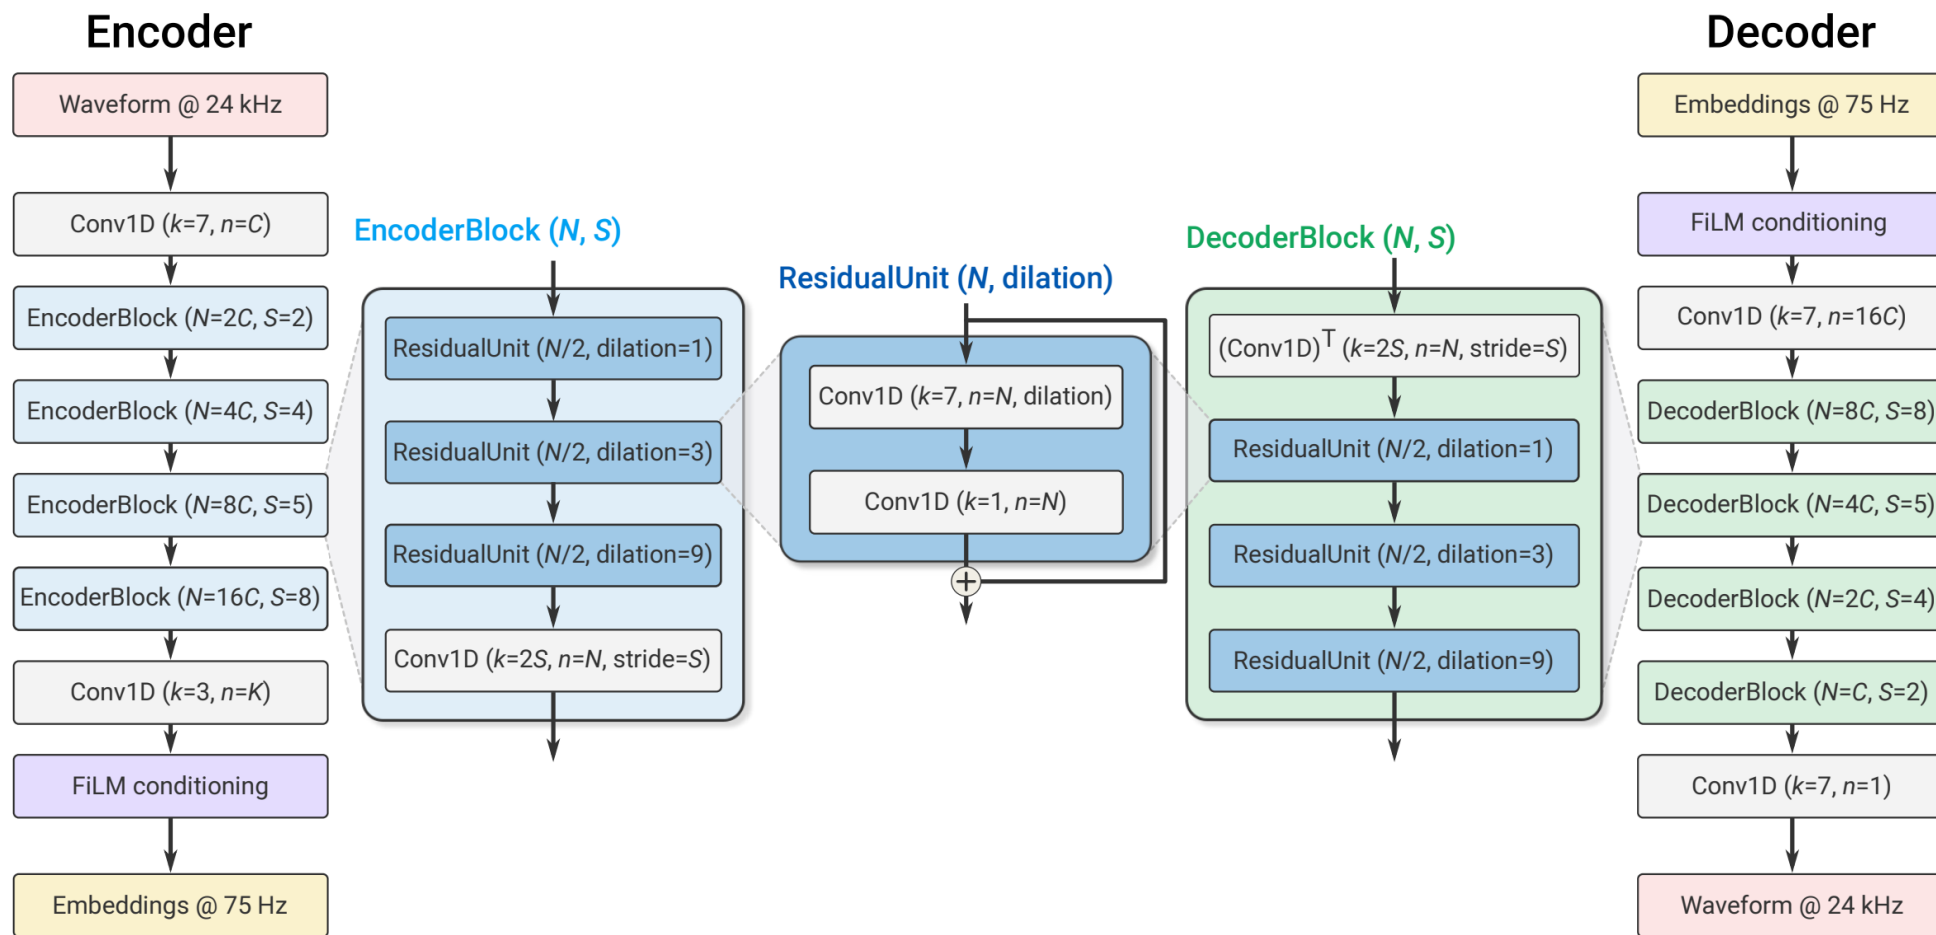 Encoder
Waveform @ 24 kHz
Conv1D (k=7, n=C)
EncoderBlock (N=2C, S=2)
EncoderBlock (N=4C, S=4)
EncoderBlock (N=8C, S=5)
EncoderBlock (N=16C, S=8)
Conv1D (k=3, n=K)
FiLM conditioning
Embeddings @ 75 Hz
EncoderBlock (N, S)
ResidualUnit (N/2, dilation=1)
ResidualUnit (N/2, dilation=3)
ResidualUnit (N/2, dilation=9)
Conv1D (k=2S, n=N, stride=S)
ResidualUnit (N, dilation)
Conv1D (k=7, n=N, dilation)
Conv1D (k=1, n=N)
+
DecoderBlock (N, S)
(Conv1D)ᵀ (k=2S, n=N, stride=S)
ResidualUnit (N/2, dilation=1)
ResidualUnit (N/2, dilation=3)
ResidualUnit (N/2, dilation=9)
Decoder
Embeddings @ 75 Hz
FiLM conditioning
Conv1D (k=7, n=16C)
DecoderBlock (N=8C, S=8)
DecoderBlock (N=4C, S=5)
DecoderBlock (N=2C, S=4)
DecoderBlock (N=C, S=2)
Conv1D (k=7, n=1)
Waveform @ 24 kHz